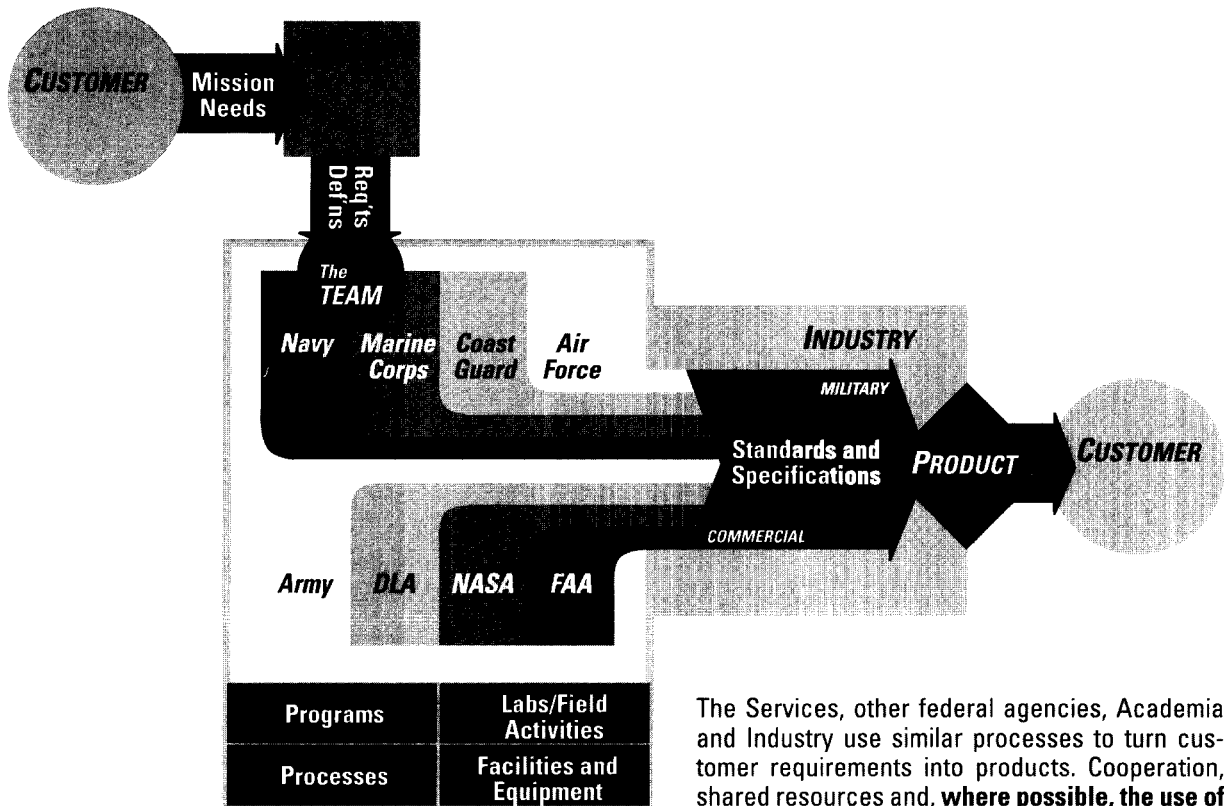 CUSTOMER
Mission
Needs
Req'ts
Def'ns
The
TEAM
Navy
Marine
Corps
Coast
Guard
Air
Force
INDUSTRY
MILITARY
Standards and
Specifications
PRODUCT
CUSTOMER
COMMERCIAL
Army
DLA
NASA
FAA
Programs
Labs/Field
Activities
Processes
Facilities and
Equipment
The Services, other federal agencies, Academia
and Industry use similar processes to turn cus-
tomer requirements into products. Cooperation,
shared resources and, where possible, the use of